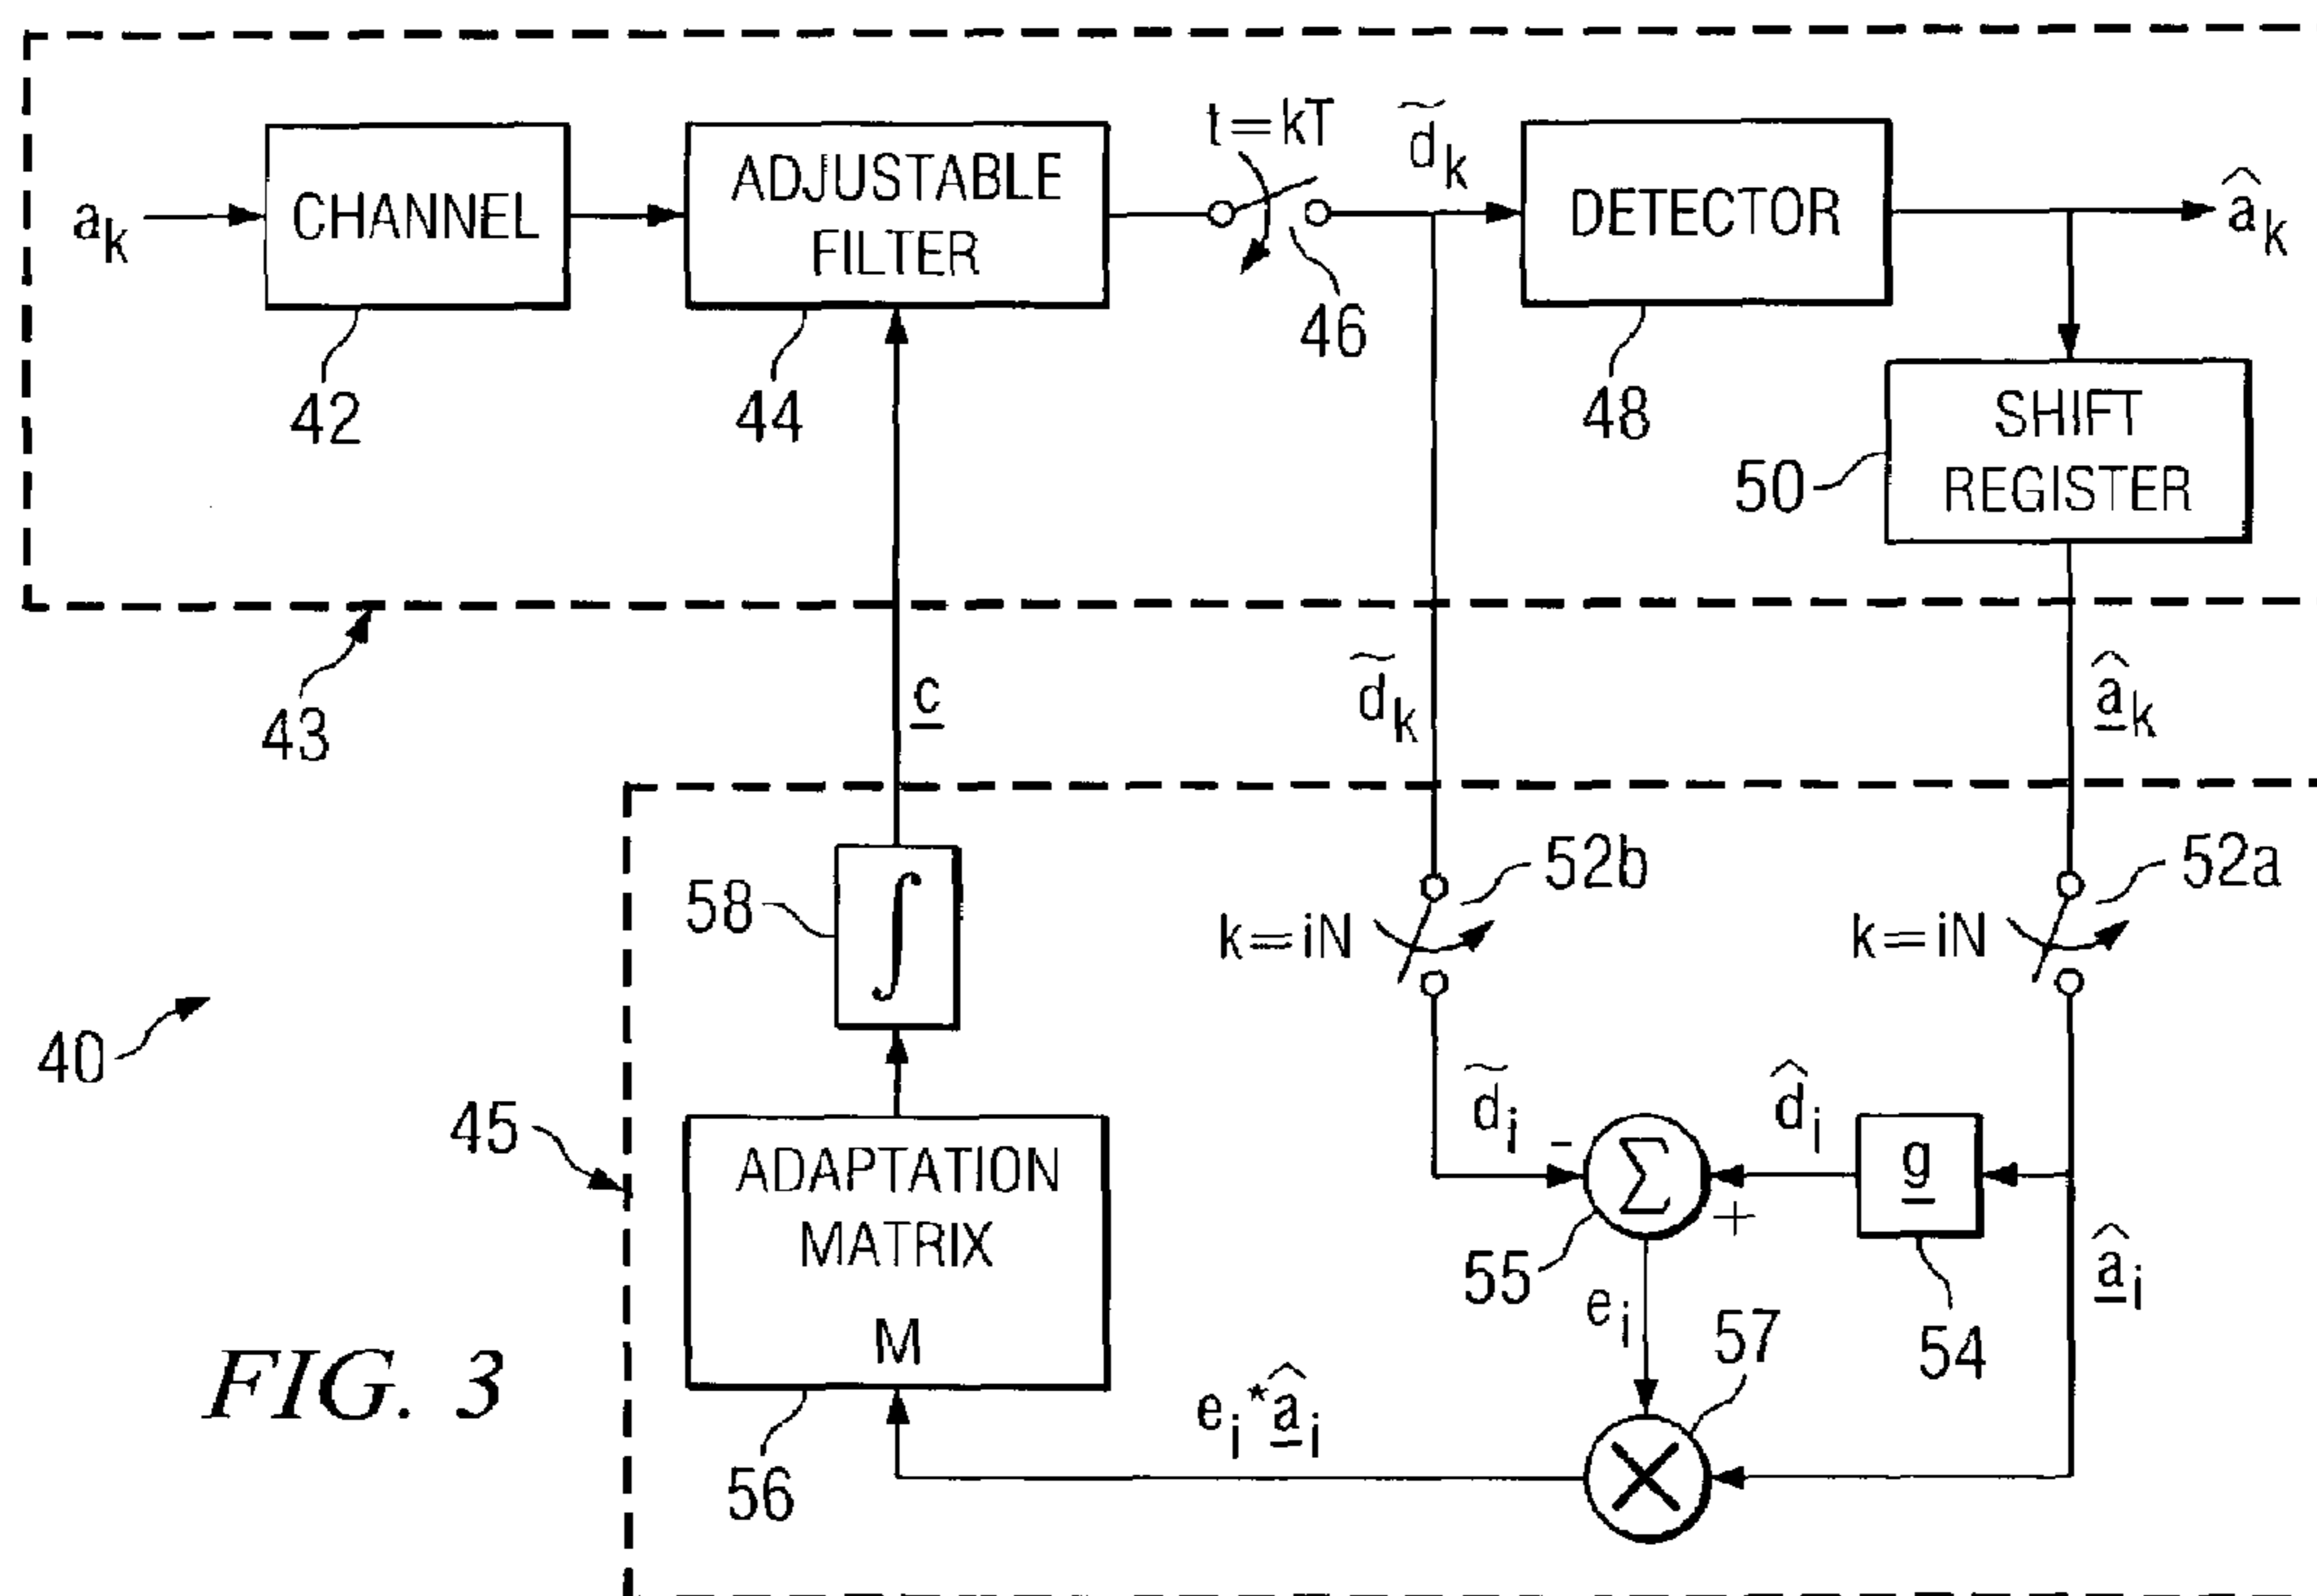 t=kT
d̃k
ak
CHANNEL
ADJUSTABLE
FILTER
DETECTOR
âk
42
44
46
48
SHIFT
REGISTER
50
43
c
d̃k
âk
58
∫
k=iN
52b
k=iN
52a
40
45
ADAPTATION
MATRIX
M
d̃i
-
Σ
+
d̂i
g
55
ei
54
âi
57
56
ei*âi
X
FIG. 3